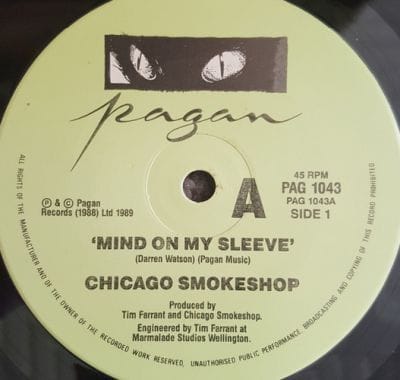 pagan
45 RPM
PAG 1043
PAG 1043A
SIDE 1
A
℗ & © Pagan
Records (1988) Ltd 1989
'MIND ON MY SLEEVE'
(Darren Watson) (Pagan Music)
CHICAGO SMOKESHOP
Produced by
Tim Farrant and Chicago Smokeshop.
Engineered by Tim Farrant at
Marmalade Studios Wellington.
ALL RIGHTS OF THE MANUFACTURER AND OF THE OWNER OF THE RECORDED WORK RESERVED, UNAUTHORISED PUBLIC PERFORMANCE, BROADCASTING AND COPYING OF THIS RECORD PROHIBITED